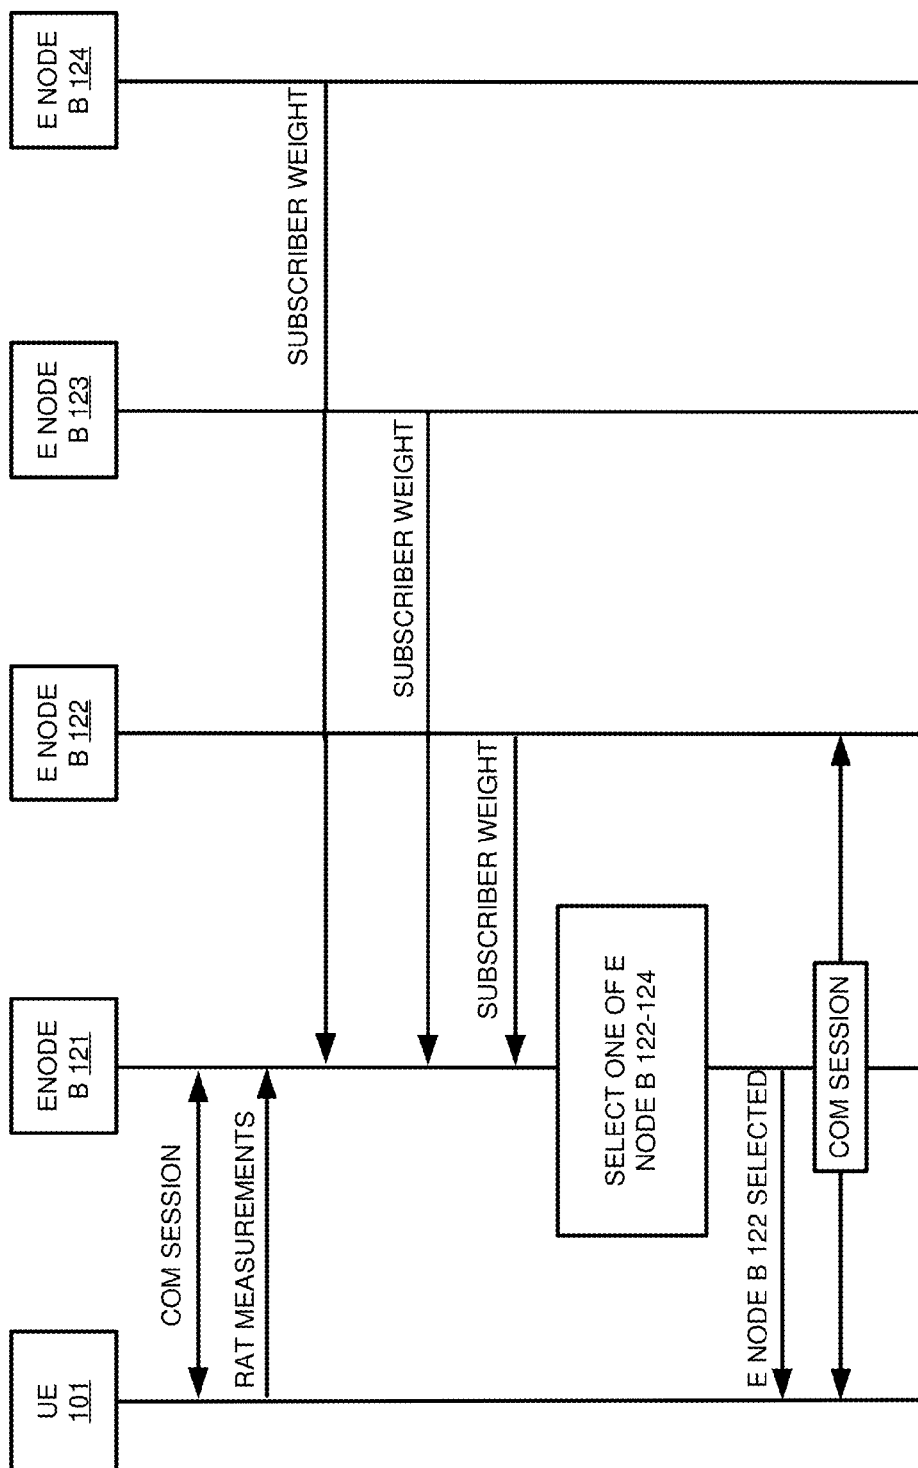 UE
101
ENODE
B 121
E NODE
B 122
E NODE
B 123
E NODE
B 124
COM SESSION
RAT MEASUREMENTS
SUBSCRIBER WEIGHT
SUBSCRIBER WEIGHT
SUBSCRIBER WEIGHT
SELECT ONE OF E
NODE B 122-124
E NODE B 122 SELECTED
COM SESSION